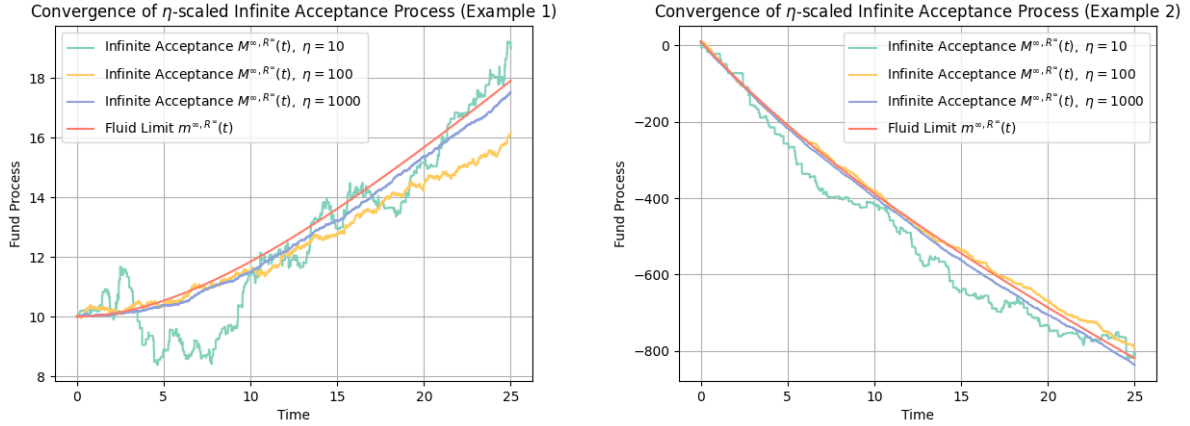 Convergence of η-scaled Infinite Acceptance Process (Example 1)
Infinite Acceptance M^{∞,R^∞}(t), η = 10
Infinite Acceptance M^{∞,R^∞}(t), η = 100
Infinite Acceptance M^{∞,R^∞}(t), η = 1000
Fluid Limit m^{∞,R^∞}(t)
Fund Process
18
16
14
12
10
8
0 5 10 15 20 25
Time
Convergence of η-scaled Infinite Acceptance Process (Example 2)
Infinite Acceptance M^{∞,R^∞}(t), η = 10
Infinite Acceptance M^{∞,R^∞}(t), η = 100
Infinite Acceptance M^{∞,R^∞}(t), η = 1000
Fluid Limit m^{∞,R^∞}(t)
Fund Process
0
−200
−400
−600
−800
0 5 10 15 20 25
Time